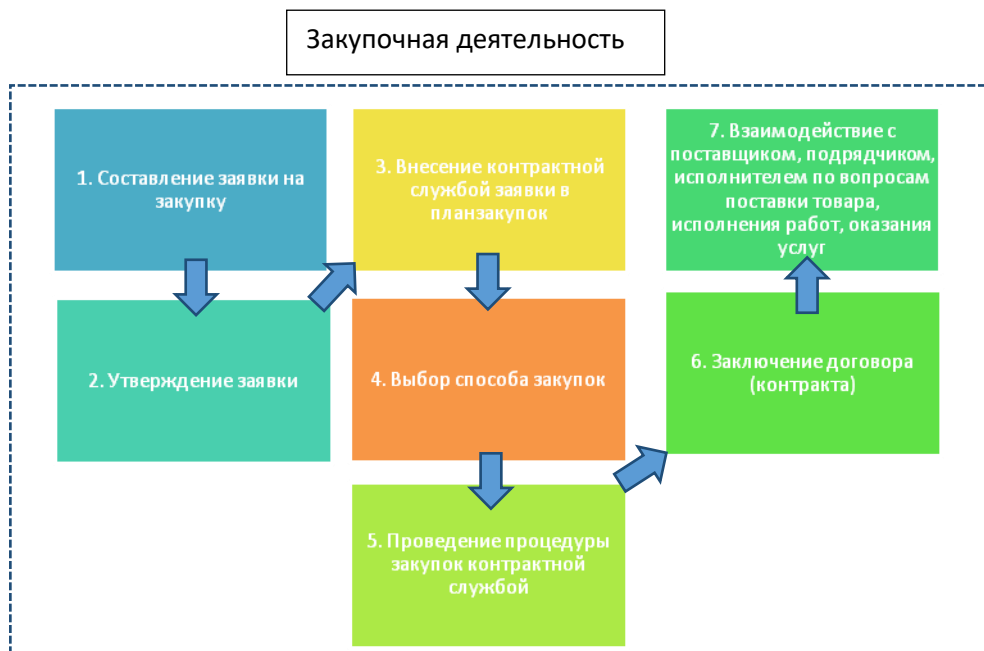 Закупочная деятельность
1. Составление заявки на
закупку
2. Утверждение заявки
3. Внесение контрактной
службой заявки в
планзакупок
4. Выбор способа закупок
5. Проведение процедуры
закупок контрактной
службой
6. Заключение договора
(контракта)
7. Взаимодействие с
поставщиком, подрядчиком,
исполнителем по вопросам
поставки товара,
исполнения работ, оказания
услуг